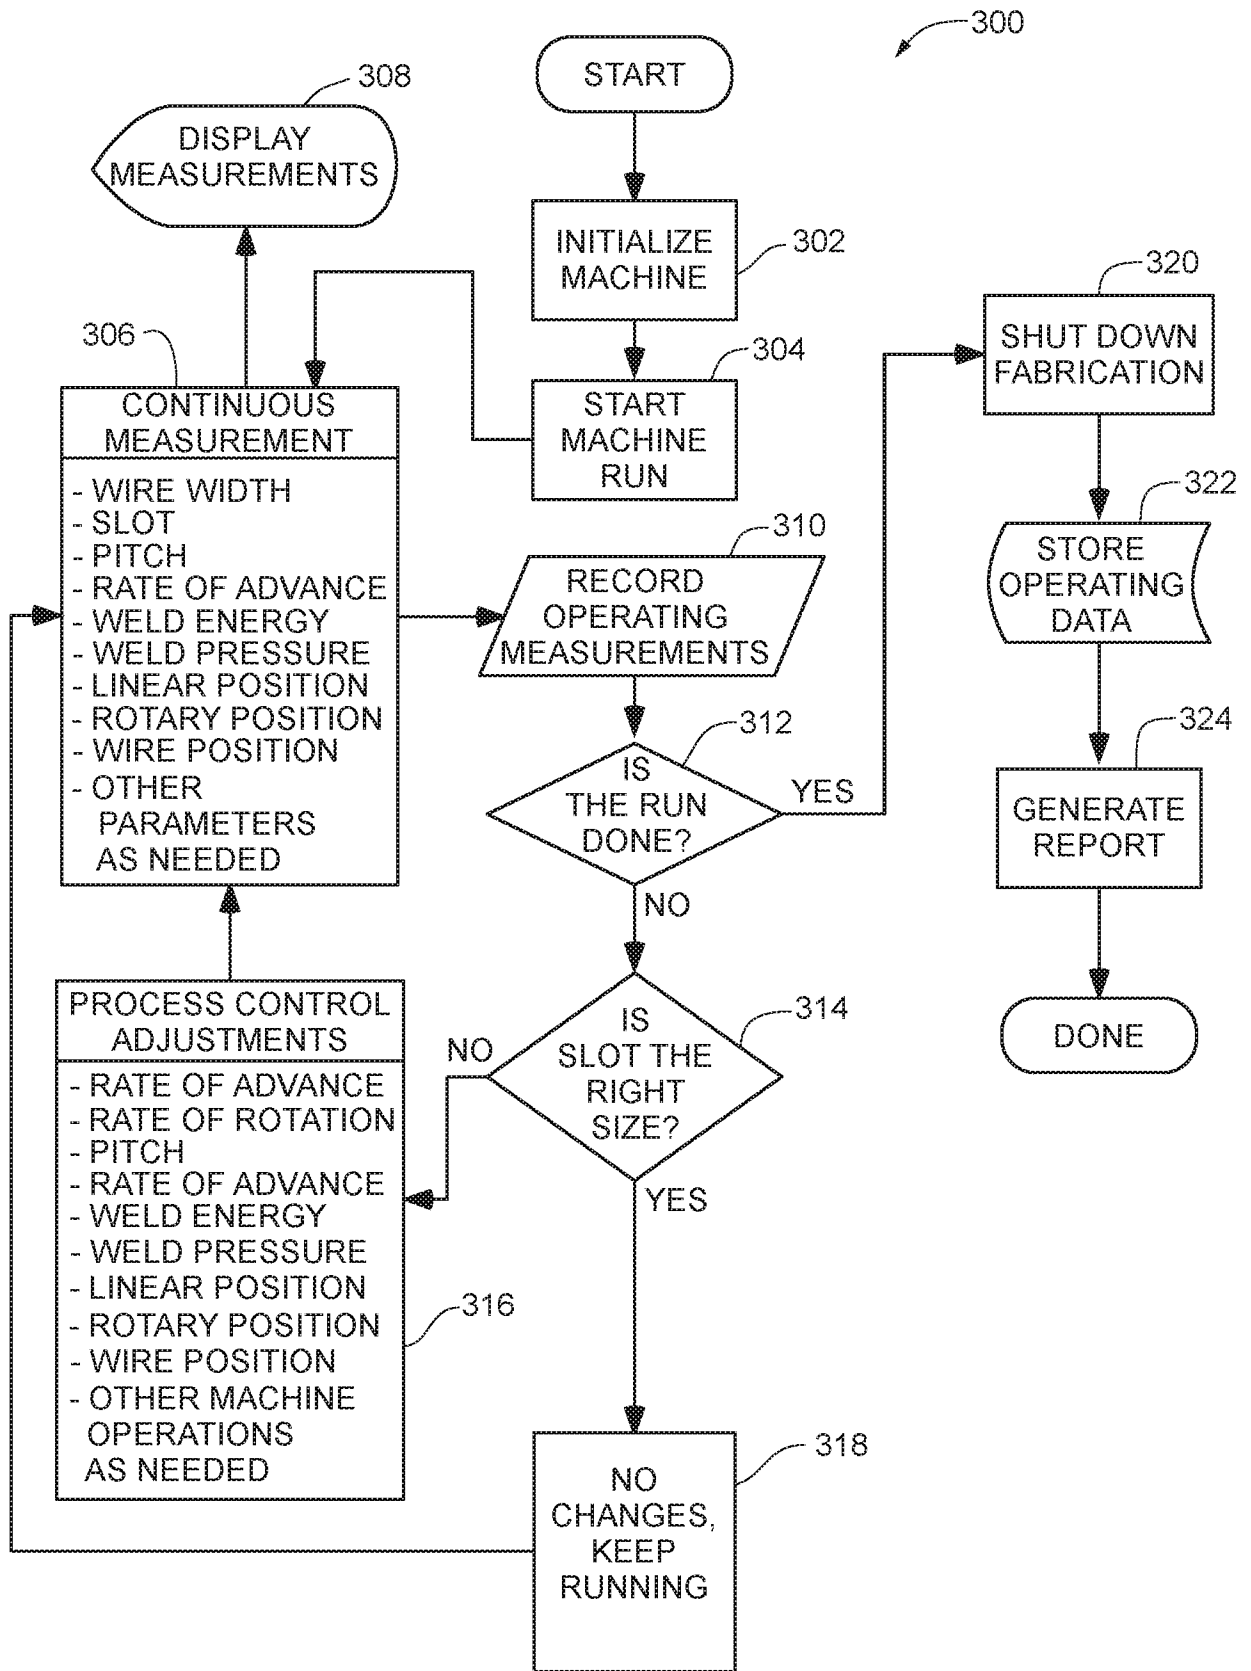 300
START
308
DISPLAY
MEASUREMENTS
INITIALIZE
MACHINE
302
304
START
MACHINE
RUN
306
CONTINUOUS
MEASUREMENT
- WIRE WIDTH
- SLOT
- PITCH
- RATE OF ADVANCE
- WELD ENERGY
- WELD PRESSURE
- LINEAR POSITION
- ROTARY POSITION
- WIRE POSITION
- OTHER
PARAMETERS
AS NEEDED
310
RECORD
OPERATING
MEASUREMENTS
312
IS
THE RUN
DONE?
YES
NO
314
IS
SLOT THE
RIGHT
SIZE?
NO
YES
PROCESS CONTROL
ADJUSTMENTS
- RATE OF ADVANCE
- RATE OF ROTATION
- PITCH
- RATE OF ADVANCE
- WELD ENERGY
- WELD PRESSURE
- LINEAR POSITION
- ROTARY POSITION
- WIRE POSITION
- OTHER MACHINE
OPERATIONS
AS NEEDED
316
318
NO
CHANGES,
KEEP
RUNNING
320
SHUT DOWN
FABRICATION
322
STORE
OPERATING
DATA
324
GENERATE
REPORT
DONE